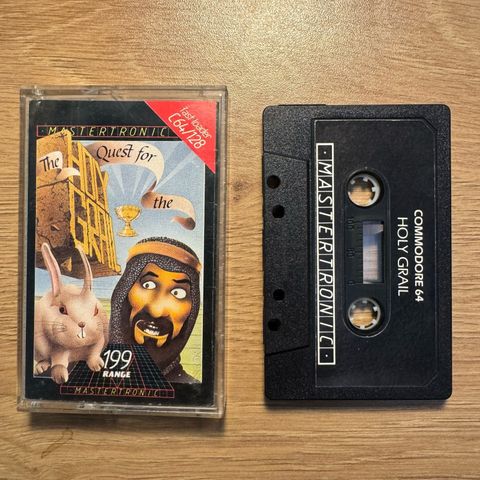 Fast loader
C64/128
MASTERTRONIC
The Quest for
the
HOLY
GRAIL
199
RANGE
MASTERTRONIC
MASTERTRONIC
COMMODORE 64
HOLY GRAIL